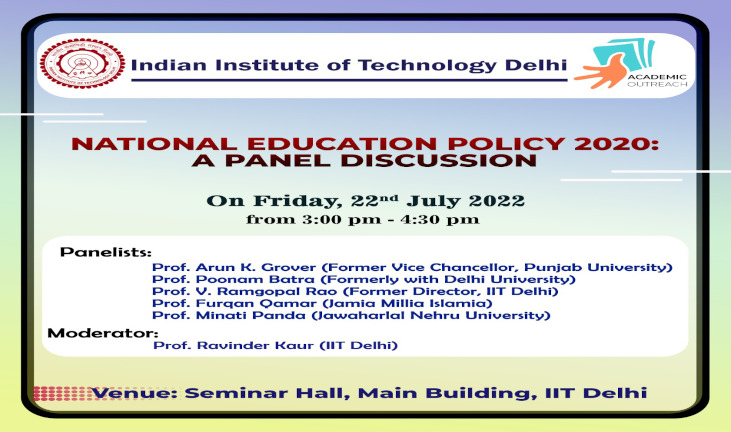 Indian Institute of Technology Delhi
ACADEMIC
OUTREACH
NATIONAL EDUCATION POLICY 2020:
A PANEL DISCUSSION
On Friday, 22nd July 2022
from 3:00 pm - 4:30 pm
Panelists:
Prof. Arun K. Grover (Former Vice Chancellor, Punjab University)
Prof. Poonam Batra (Formerly with Delhi University)
Prof. V. Ramgopal Rao (Former Director, IIT Delhi)
Prof. Furqan Qamar (Jamia Millia Islamia)
Prof. Minati Panda (Jawaharlal Nehru University)
Moderator:
Prof. Ravinder Kaur (IIT Delhi)
Venue: Seminar Hall, Main Building, IIT Delhi